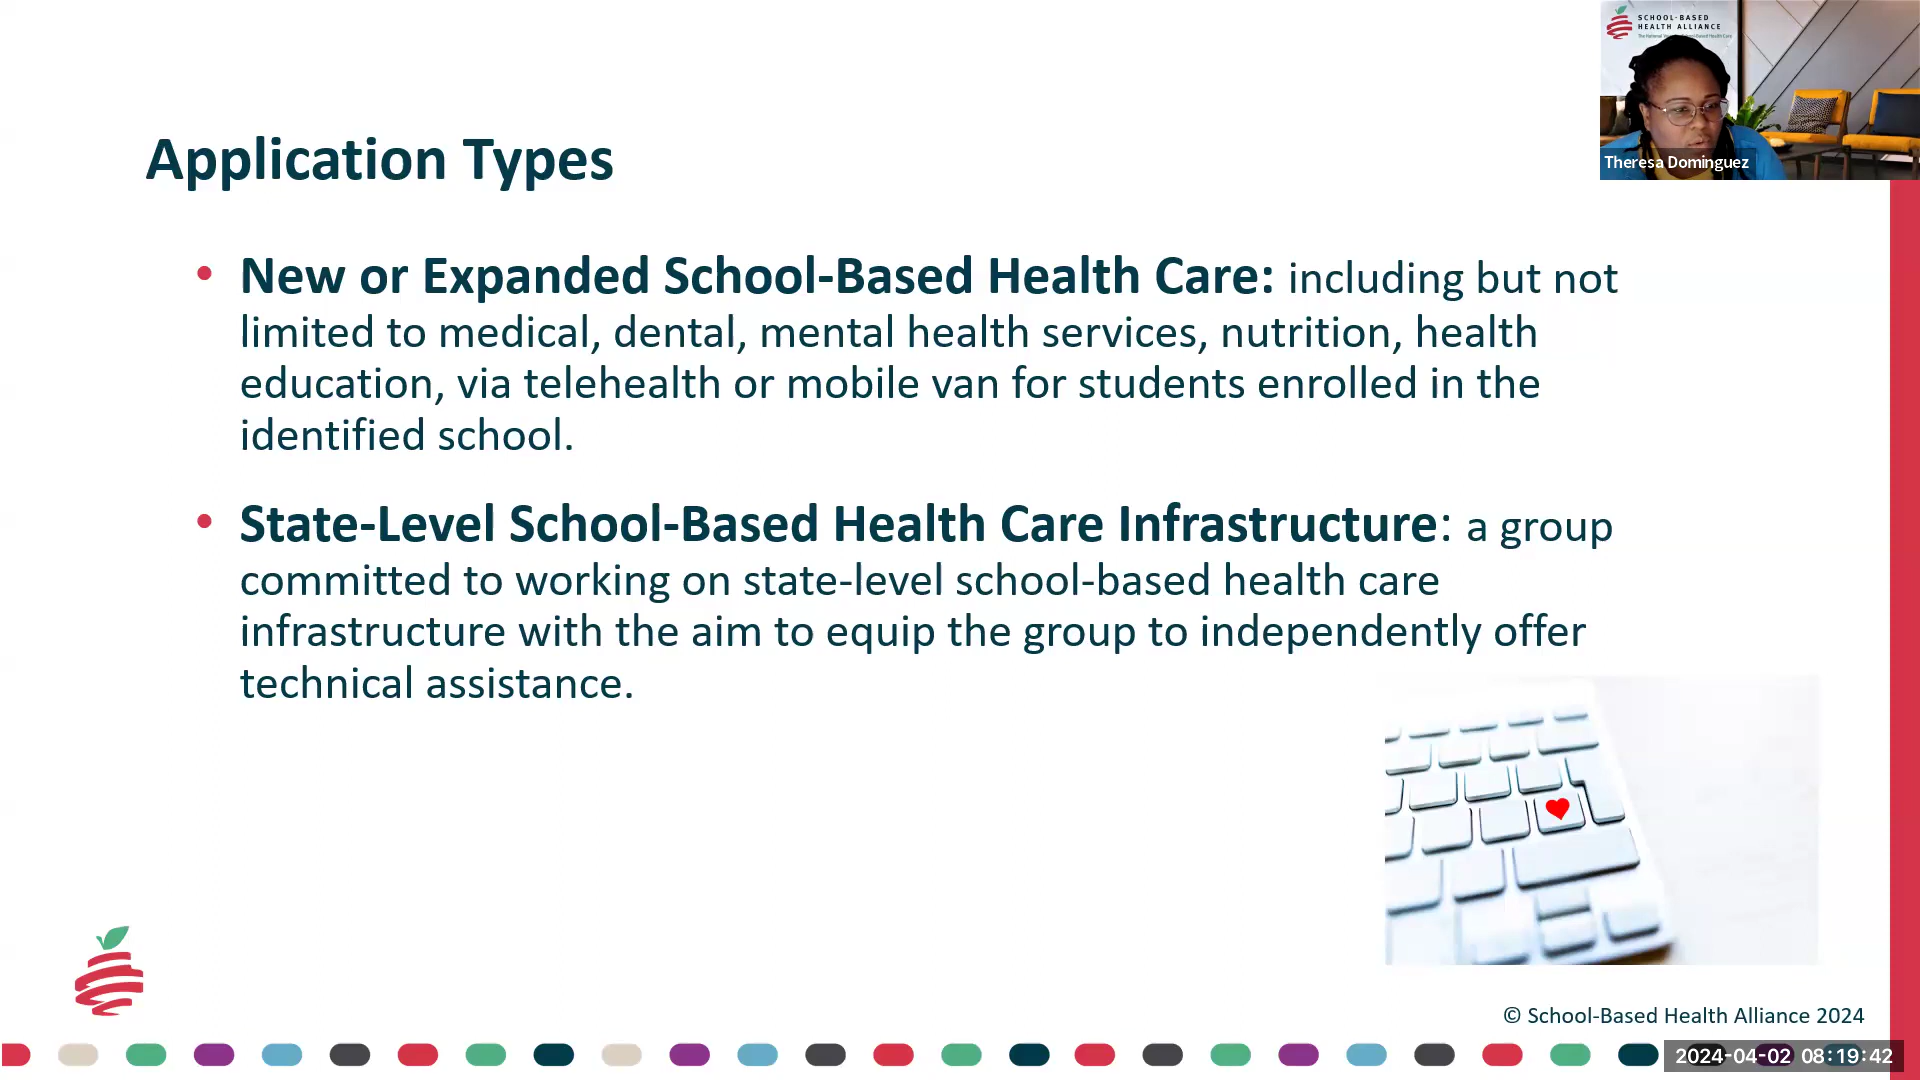 SCHOOL-BASED
HEALTH ALLIANCE
Theresa Dominguez
Application Types
• New or Expanded School-Based Health Care: including but not
limited to medical, dental, mental health services, nutrition, health
education, via telehealth or mobile van for students enrolled in the
identified school.
• State-Level School-Based Health Care Infrastructure: a group
committed to working on state-level school-based health care
infrastructure with the aim to equip the group to independently offer
technical assistance.
© School-Based Health Alliance 2024
2024-04-02 08:19:42